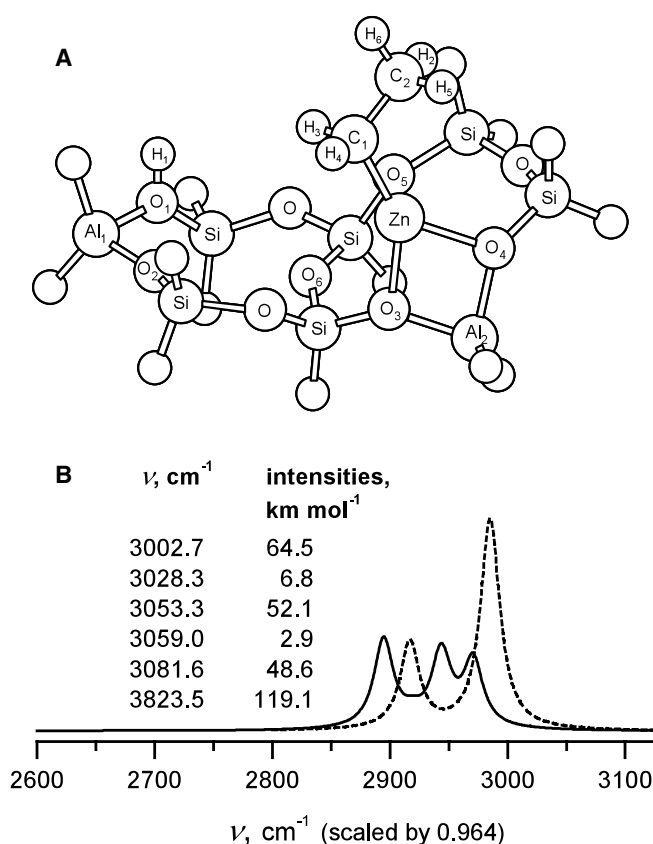 A
H6
H2
C2
H5
H3
H4
C1
Si
H1
O5
O
O1
O
Zn
Si
Al1
Si
Si
O4
O2
O6
Si
O
Si
O3
Al2
B
ν, cm-1 intensities,
km mol-1
3002.7 64.5
3028.3 6.8
3053.3 52.1
3059.0 2.9
3081.6 48.6
3823.5 119.1
2600 2700 2800 2900 3000 3100
ν, cm-1 (scaled by 0.964)